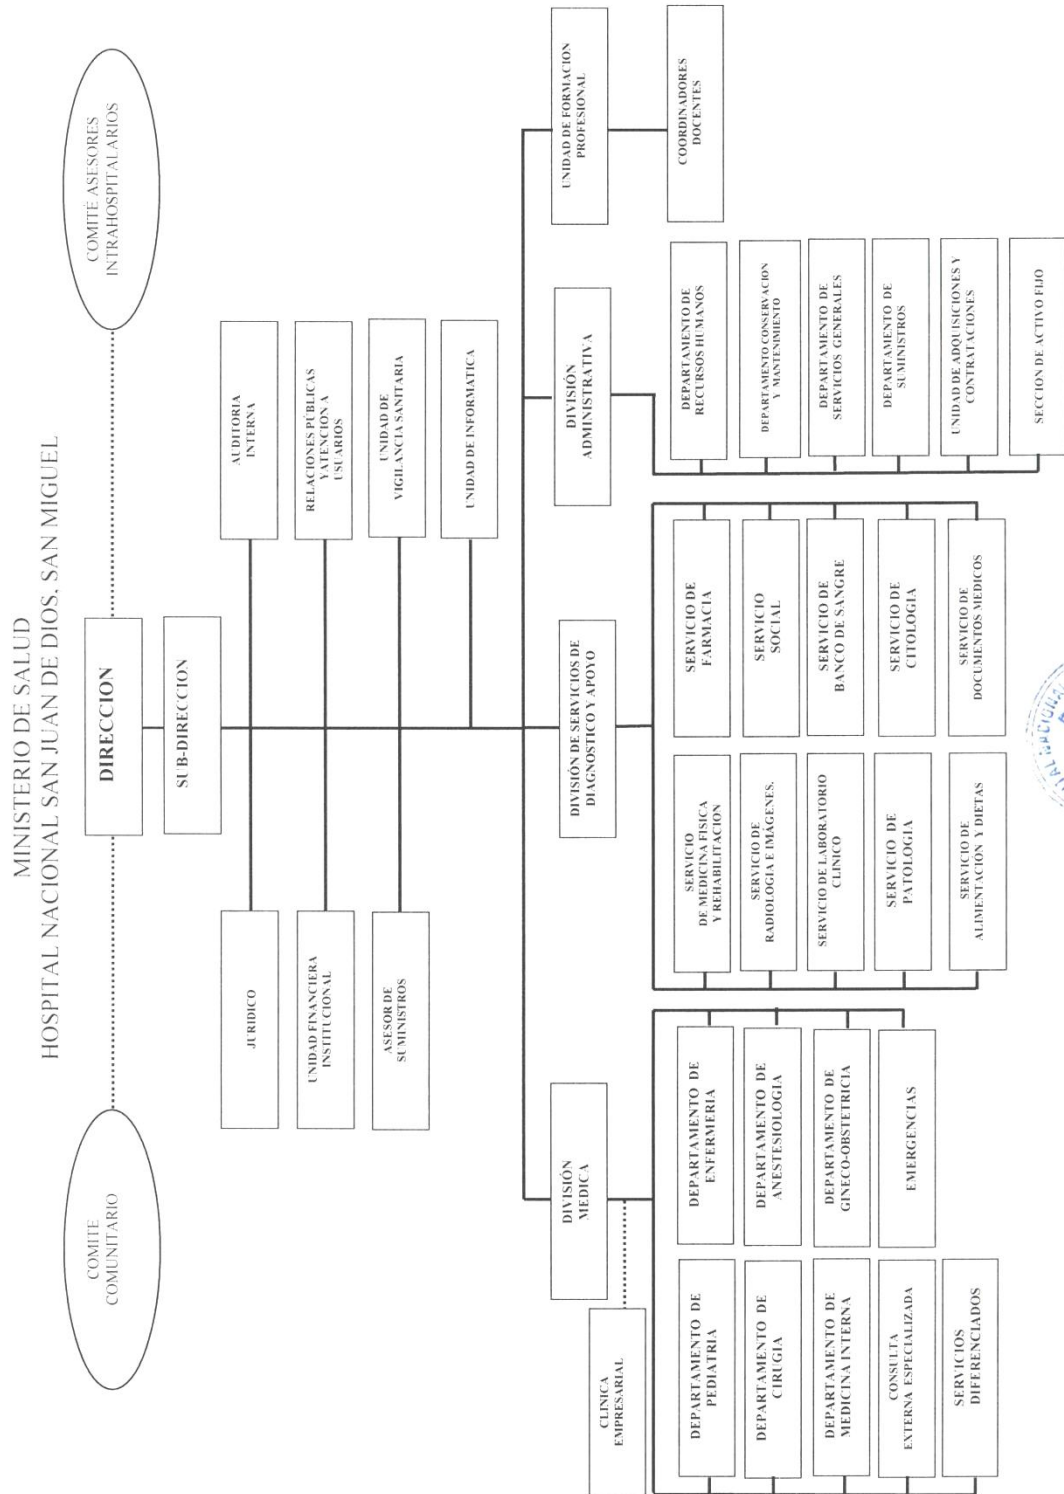 MINISTERIO DE SALUD
HOSPITAL NACIONAL SAN JUAN DE DIOS, SAN MIGUEL
COMITE
COMUNITARIO
DIRECCION
COMITÉ ASESORES
INTRAHOSPITALARIOS
SUB-DIRECCION
JURIDICO
AUDITORIA
INTERNA
UNIDAD FINANCIERA
INSTITUCIONAL
RELACIONES PÚBLICAS
YATENCION A
USUARIOS
ASESOR DE
SUMINISTROS
UNIDAD DE
VIGILANCIA SANITARIA
UNIDAD DE INFORMATICA
DIVISIÓN
MEDICA
DIVISIÓN DE SERVICIOS DE
DIAGNOSTICO Y APOYO
DIVISIÓN
ADMINISTRATIVA
UNIDAD DE FORMACION
PROFESIONAL
CLINICA
EMPRESARIAL
COORDINADORES
DOCENTES
DEPARTAMENTO DE
PEDIATRIA
DEPARTAMENTO DE
ENFERMERIA
DEPARTAMENTO DE
CIRUGIA
DEPARTAMENTO DE
ANESTESIOLOGIA
DEPARTAMENTO DE
MEDICINA INTERNA
DEPARTAMENTO DE
GINECO-OBSTETRICIA
CONSULTA
EXTERNA ESPECIALIZADA
EMERGENCIAS
SERVICIOS
DIFERENCIADOS
SERVICIO
DE MEDICINA FISICA
Y REHABILITACION
SERVICIO DE
FARMACIA
SERVICIO DE
RADIOLOGIA E IMÁGENES.
SERVICIO
SOCIAL
SERVICIO DE LABORATORIO
CLINICO
SERVICIO DE
BANCO DE SANGRE
SERVICIO DE
PATOLOGIA
SERVICIO DE
CITOLOGIA
SERVICIO DE
ALIMENTACION Y DIETAS
SERVICIO DE
DOCUMENTOS MEDICOS
DEPARTAMENTO DE
RECURSOS HUMANOS
DEPARTAMENTO CONSERVACION
Y MANTENIMIENTO
DEPARTAMENTO DE
SERVICIOS GENERALES
DEPARTAMENTO DE
SUMINISTROS
UNIDAD DE ADQUISICIONES Y
CONTRATACIONES
SECCION DE ACTIVO FIJO